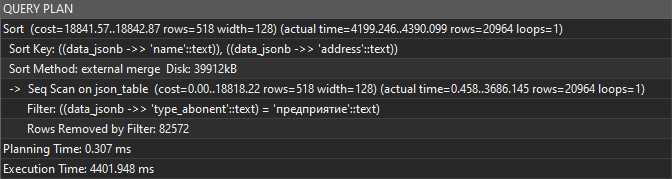 QUERY PLAN
Sort  (cost=18841.57..18842.87 rows=518 width=128) (actual time=4199.246..4390.099 rows=20964 loops=1)
Sort Key: ((data_jsonb ->> 'name'::text)), ((data_jsonb ->> 'address'::text))
Sort Method: external merge  Disk: 39912kB
->  Seq Scan on json_table  (cost=0.00..18818.22 rows=518 width=128) (actual time=0.458..3686.145 rows=20964 loops=1)
Filter: ((data_jsonb ->> 'type_abonent'::text) = 'предприятие'::text)
Rows Removed by Filter: 82572
Planning Time: 0.307 ms
Execution Time: 4401.948 ms